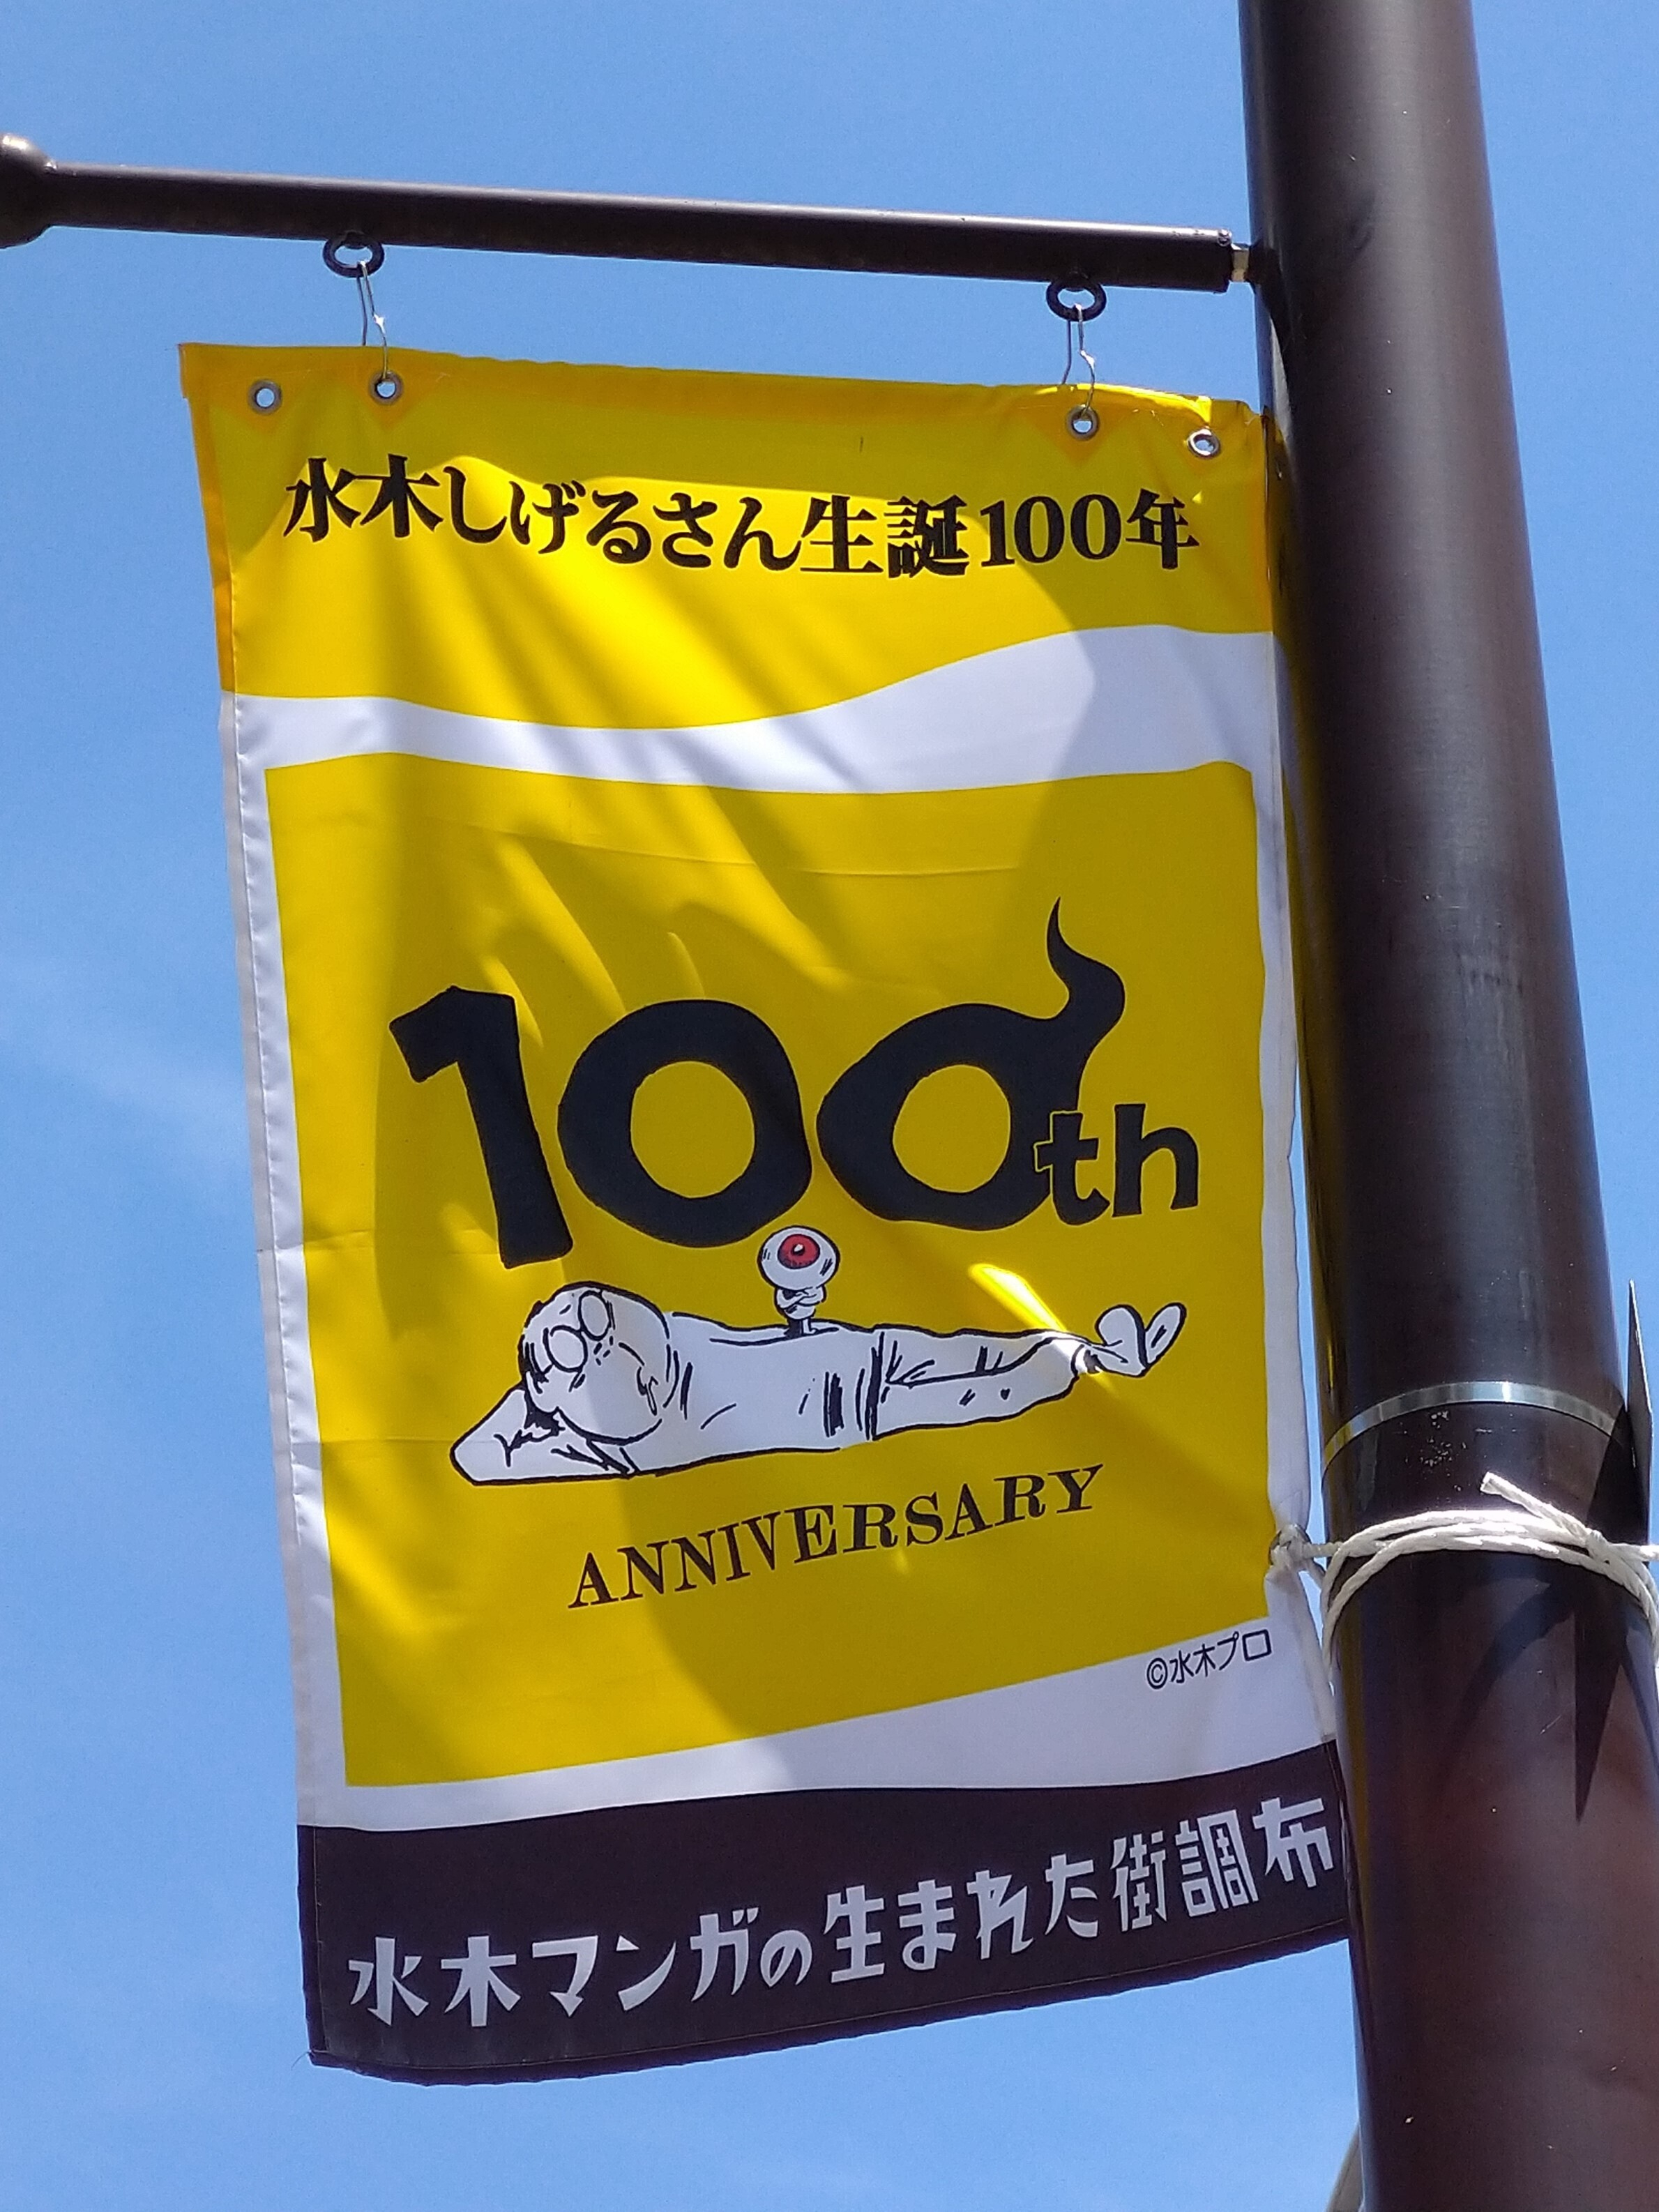 水木しげるさん生誕100年
100th
ANNIVERSARY
©水木プロ
水木マンガの生まれた街調布